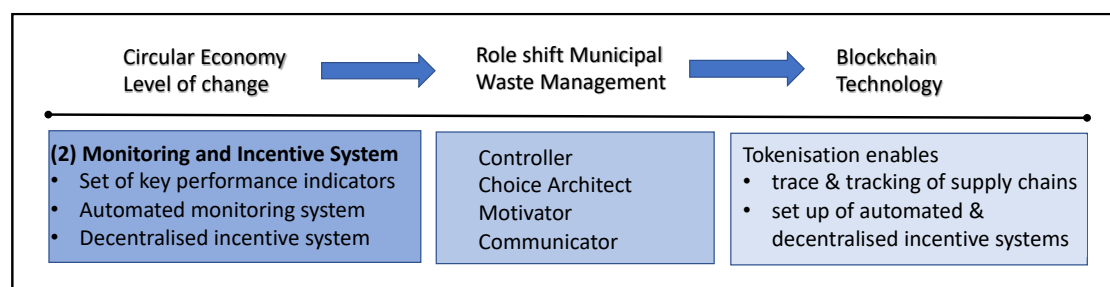 Circular Economy
Level of change
Role shift Municipal
Waste Management
Blockchain
Technology
(2) Monitoring and Incentive System
• Set of key performance indicators
• Automated monitoring system
• Decentralised incentive system
Controller
Choice Architect
Motivator
Communicator
Tokenisation enables
• trace & tracking of supply chains
• set up of automated &
decentralised incentive systems